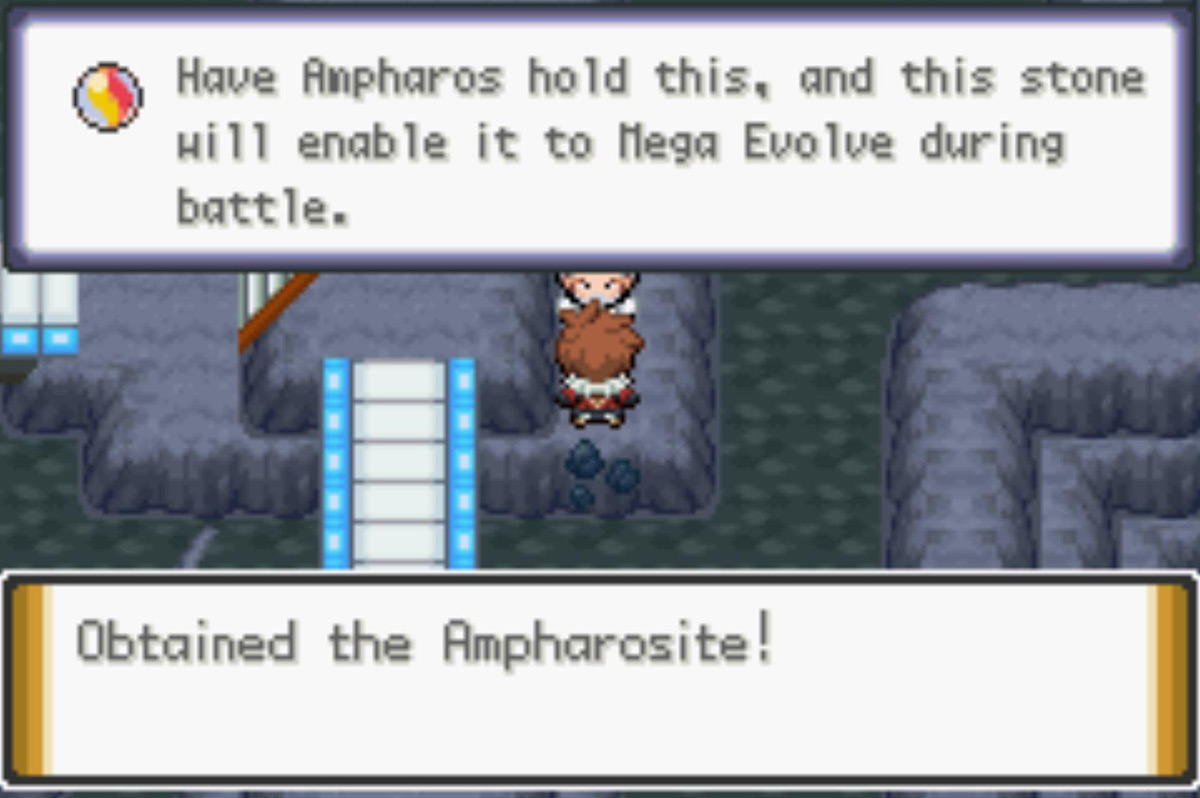 Have Ampharos hold this, and this stone
will enable it to Mega Evolve during
battle.
Obtained the Ampharosite!